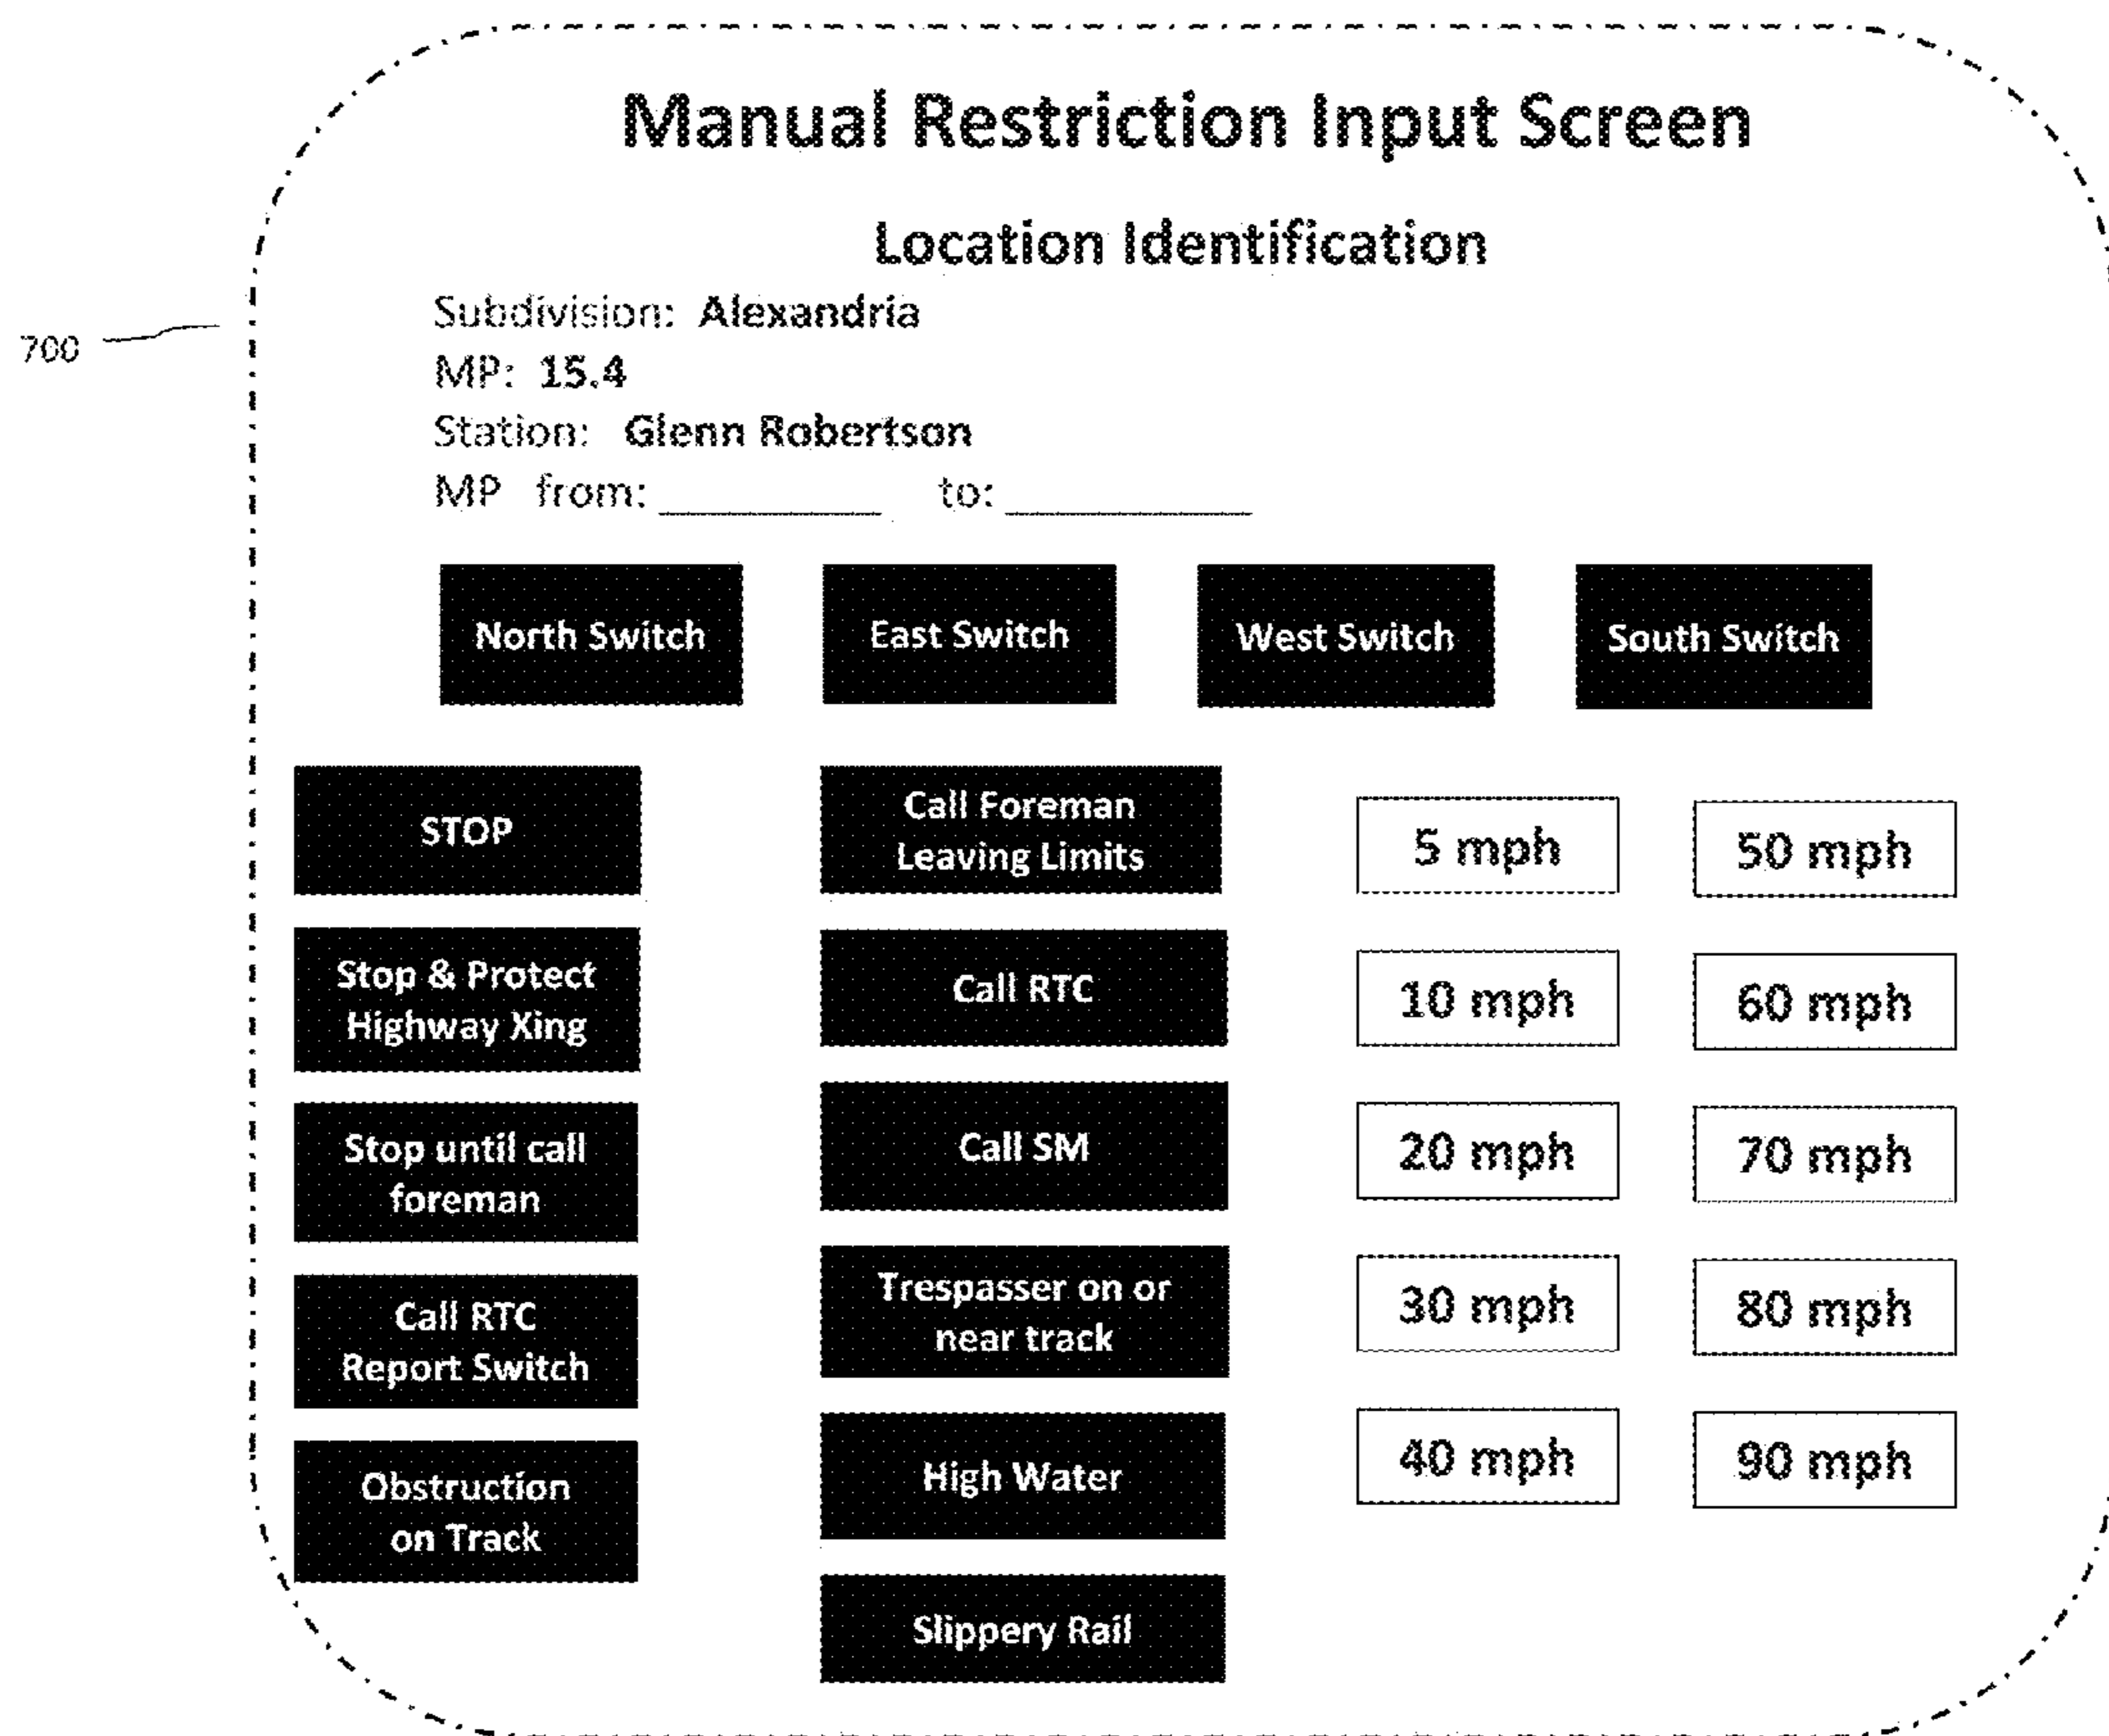 Manual Restriction Input Screen
Location Identification
Subdivision: Alexandria
700
MP: 15.4
Station: Glenn Robertson
MP from: __________ to: ___________
North Switch
East Switch
West Switch
South Switch
STOP
Stop & Protect
Highway Xing
Stop until call
foreman
Call RTC
Report Switch
Obstruction
on Track
Call Foreman
Leaving Limits
Call RTC
Call SM
Trespasser on or
near track
High Water
Slippery Rail
5 mph
10 mph
20 mph
30 mph
40 mph
50 mph
60 mph
70 mph
80 mph
90 mph